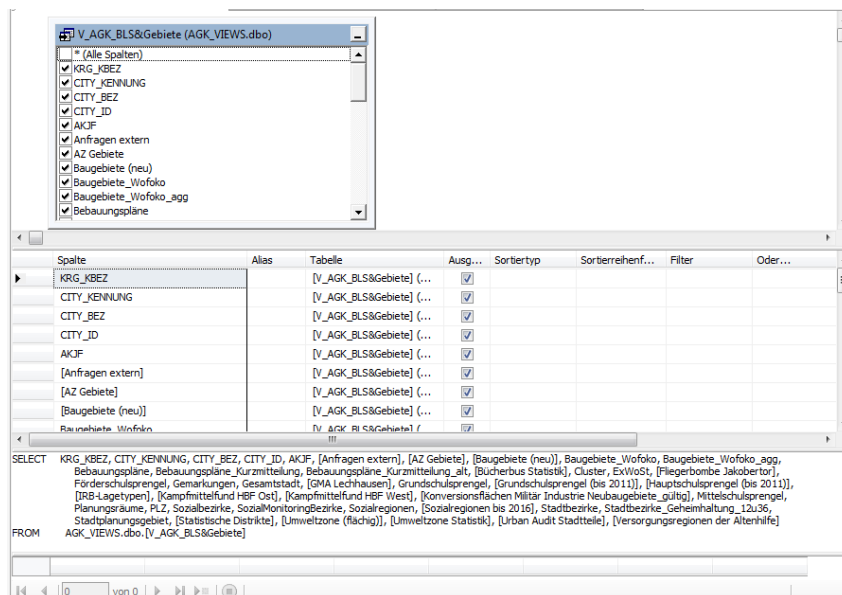 V_AGK_BLS&Gebiete (AGK_VIEWS.dbo)
* (Alle Spalten)
KRG_KBEZ
CITY_KENNUNG
CITY_BEZ
CITY_ID
AKJF
Anfragen extern
AZ Gebiete
Baugebiete (neu)
Baugebiete_Wofoko
Baugebiete_Wofoko_agg
Bebauungspläne
Spalte Alias Tabelle Ausg... Sortiertyp Sortierreihenf... Filter Oder...
KRG_KBEZ [V_AGK_BLS&Gebiete] (...
CITY_KENNUNG [V_AGK_BLS&Gebiete] (...
CITY_BEZ [V_AGK_BLS&Gebiete] (...
CITY_ID [V_AGK_BLS&Gebiete] (...
AKJF [V_AGK_BLS&Gebiete] (...
[Anfragen extern] [V_AGK_BLS&Gebiete] (...
[AZ Gebiete] [V_AGK_BLS&Gebiete] (...
[Baugebiete (neu)] [V_AGK_BLS&Gebiete] (...
Baugebiete_Wofoko [V_AGK_BLS&Gebiete] (
SELECT KRG_KBEZ, CITY_KENNUNG, CITY_BEZ, CITY_ID, AKJF, [Anfragen extern], [AZ Gebiete], [Baugebiete (neu)], Baugebiete_Wofoko, Baugebiete_Wofoko_agg,
Bebauungspläne, Bebauungspläne_Kurzmitteilung, Bebauungspläne_Kurzmitteilung_alt, [Bücherbus Statistik], Cluster, ExWoSt, [Fliegerbombe Jakobertor],
Förderschulsprengel, Gemarkungen, Gesamtstadt, [GMA Lechhausen], Grundschulsprengel, [Grundschulsprengel (bis 2011)], [Hauptschulsprengel (bis 2011)],
[IRB-Lagetypen], [Kampfmittelfund HBF Ost], [Kampfmittelfund HBF West], [Konversionsflächen Militär Industrie Neubaugebiete_gültig], Mittelschulsprengel,
Planungsräume, PLZ, Sozialbezirke, SozialMonitoringBezirke, Sozialregionen, [Sozialregionen bis 2016], Stadtbezirke, Stadtbezirke_Geheimhaltung_12u36,
Stadtplanungsgebiet, [Statistische Distrikte], [Umweltzone (flächig)], [Umweltzone Statistik], [Urban Audit Stadtteile], [Versorgungsregionen der Altenhilfe]
FROM AGK_VIEWS.dbo.[V_AGK_BLS&Gebiete]
0 von 0